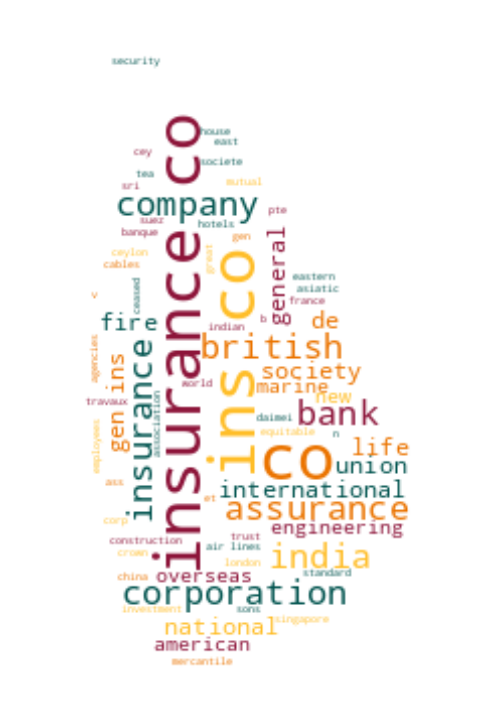 security
insurance co
house
east
cey
societe
tea
sri
mutual
company
pte
suez
hotels
banque
general
gen
ins co
great
ceylon
cables
eastern
asiatic
ceased
v
france
b
fire
indian
de
british
insurance
agencies
gen ins
society
world
marine
new
travaux
association
bank
daimei
employees
equitable
n
life
co
union
ass
international
et
assurance
corp
engineering
construction
trust
air lines
crown
india
london
china
overseas
standard
corporation
investment
sons
singapore
national
american
mercantile